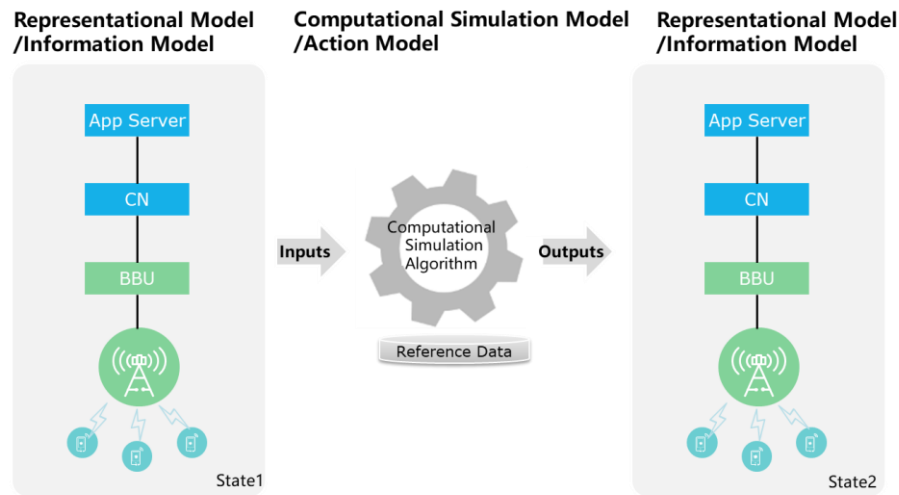 Representational Model
/Information Model
Computational Simulation Model
/Action Model
Representational Model
/Information Model
App Server
CN
BBU
State1
Inputs
Computational
Simulation
Algorithm
Reference Data
Outputs
App Server
CN
BBU
State2